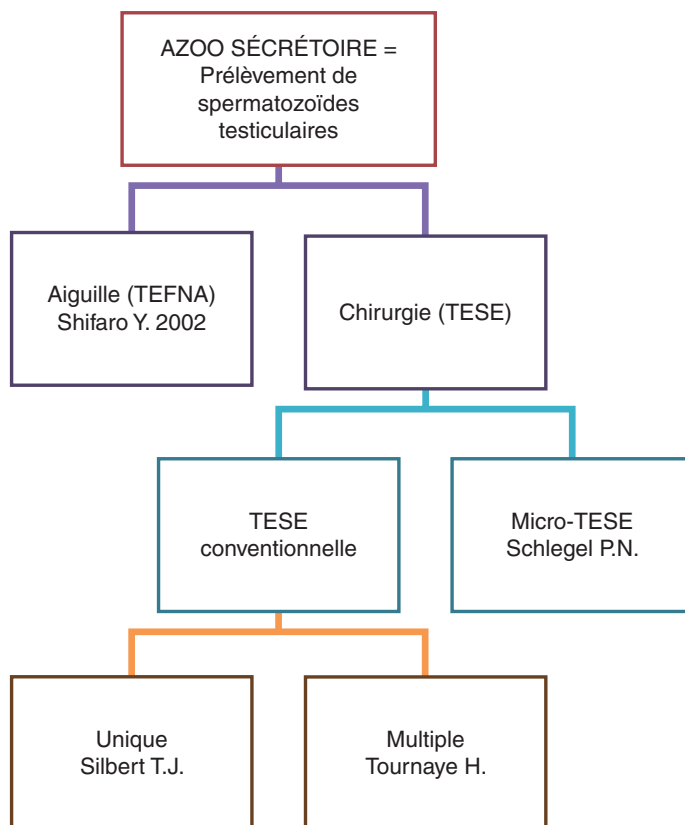 AZOO SÉCRÉTOIRE =
Prélèvement de
spermatozoïdes
testiculaires
Aiguille (TEFNA)
Shifaro Y. 2002
Chirurgie (TESE)
TESE
conventionnelle
Micro-TESE
Schlegel P.N.
Unique
Silbert T.J.
Multiple
Tournaye H.